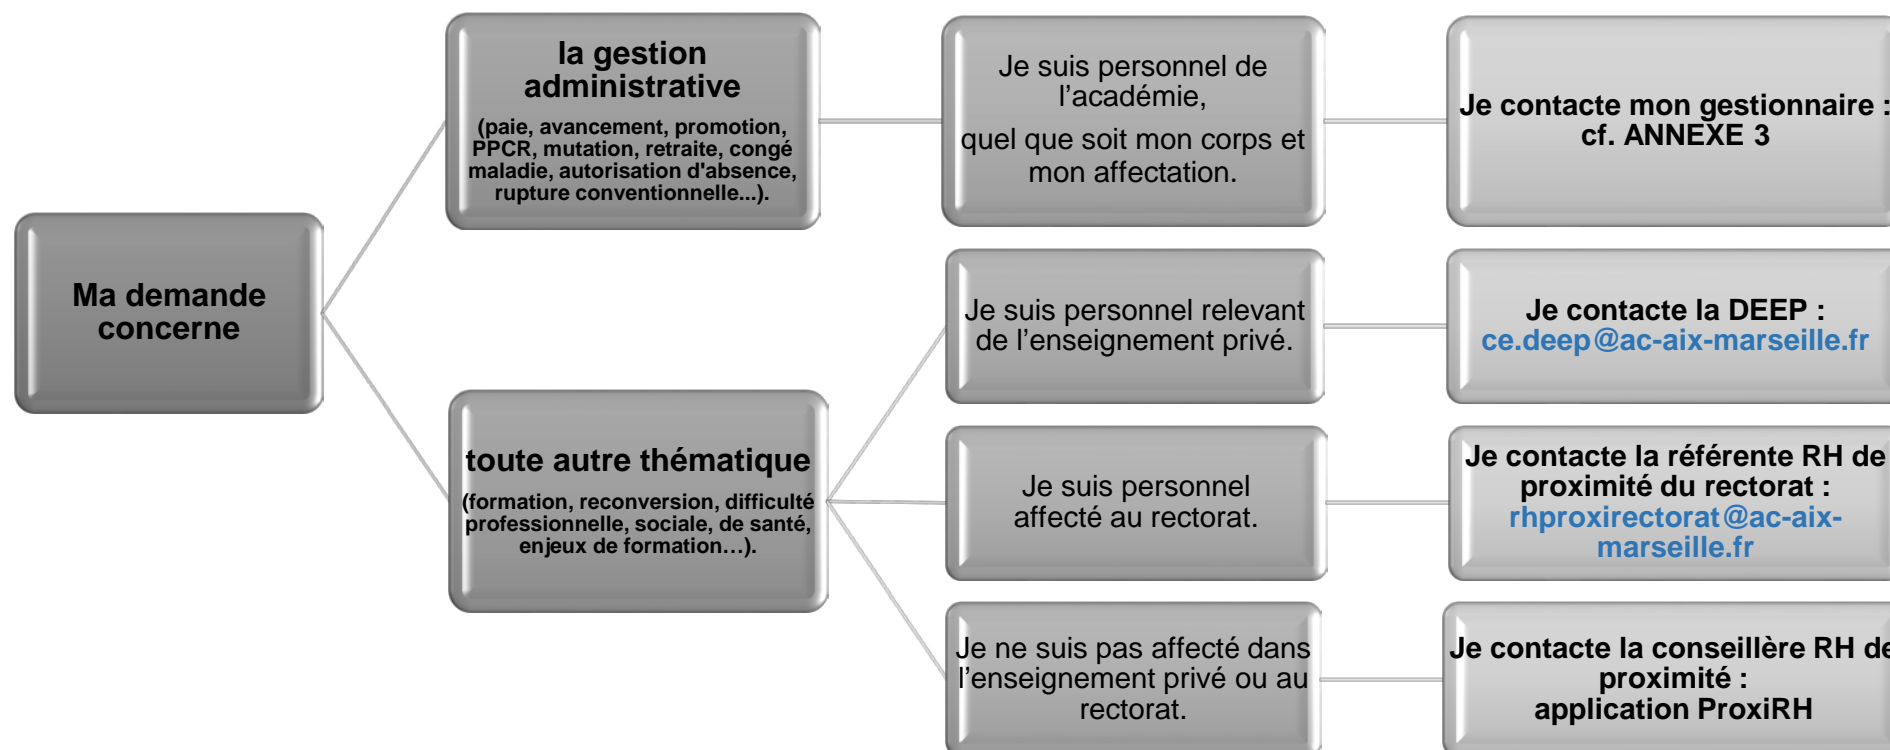 Ma demande
concerne
la gestion
administrative
(paie, avancement, promotion,
PPCR, mutation, retraite, congé
maladie, autorisation d'absence,
rupture conventionnelle...).
Je suis personnel de
l’académie,
quel que soit mon corps et
mon affectation.
Je contacte mon gestionnaire :
cf. ANNEXE 3
toute autre thématique
(formation, reconversion, difficulté
professionnelle, sociale, de santé,
enjeux de formation…).
Je suis personnel relevant
de l’enseignement privé.
Je contacte la DEEP :
ce.deep@ac-aix-marseille.fr
Je suis personnel
affecté au rectorat.
Je contacte la référente RH de
proximité du rectorat :
rhproxirectorat@ac-aix-
marseille.fr
Je ne suis pas affecté dans
l’enseignement privé ou au
rectorat.
Je contacte la conseillère RH de
proximité :
application ProxiRH